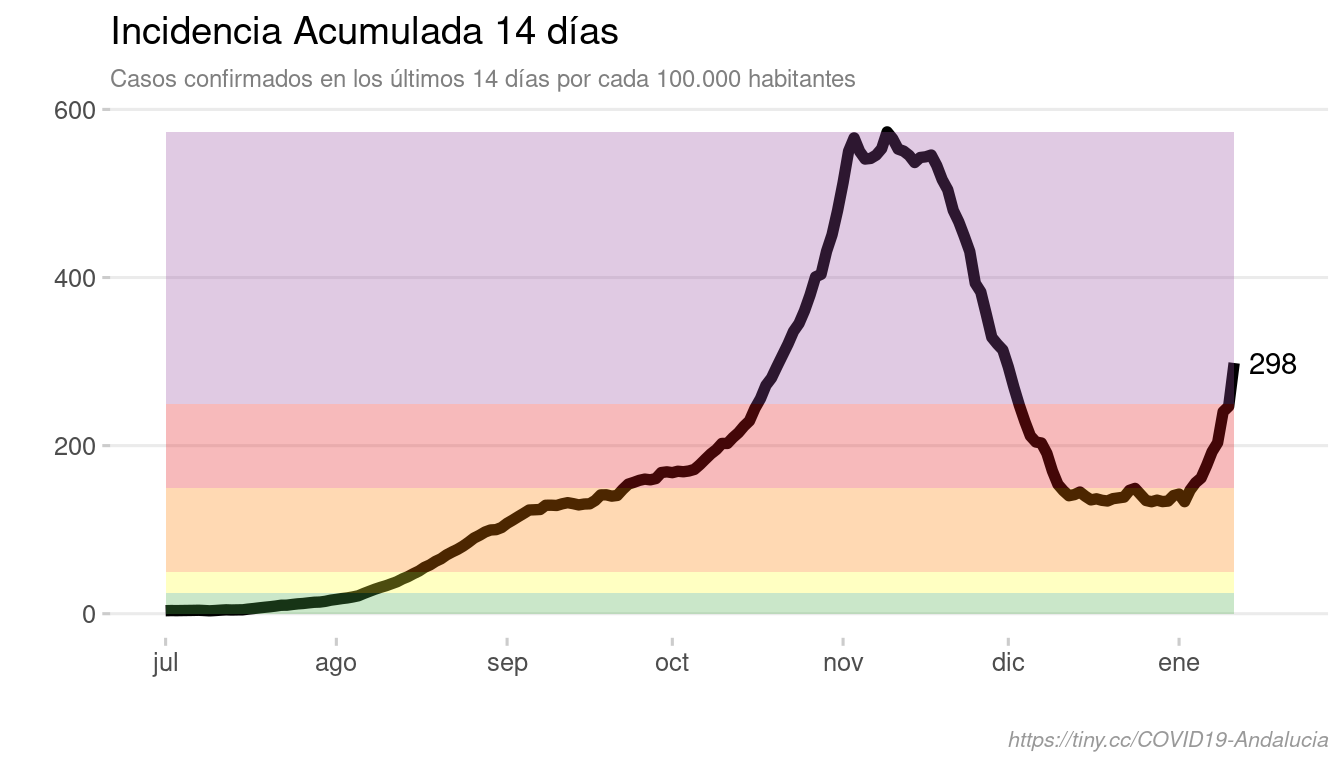 Incidencia Acumulada 14 días
Casos confirmados en los últimos 14 días por cada 100.000 habitantes
600
400
298
200
0
jul ago sep oct nov dic ene
https://tiny.cc/COVID19-Andalucia